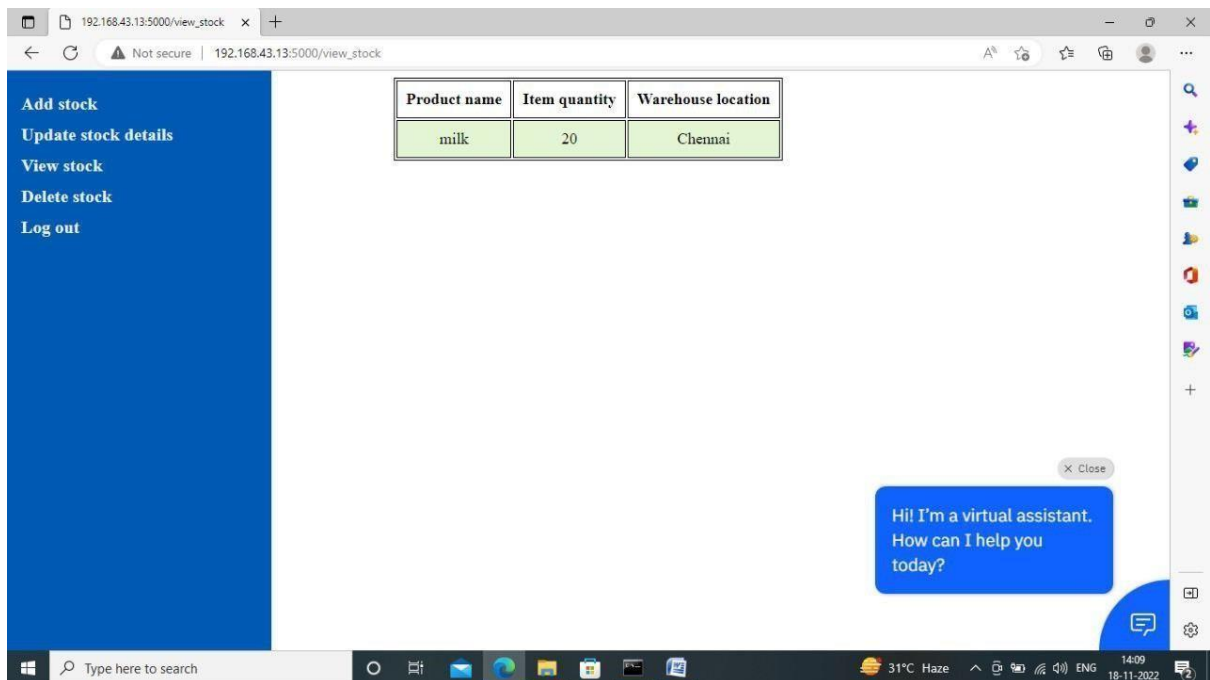 192.168.43.13:5000/view_stock
Not secure | 192.168.43.13:5000/view_stock
Add stock
Update stock details
View stock
Delete stock
Log out
Product name Item quantity Warehouse location
milk 20 Chennai
Close
Hi! I'm a virtual assistant.
How can I help you
today?
Type here to search
31°C Haze
ENG
14:09
18-11-2022
2